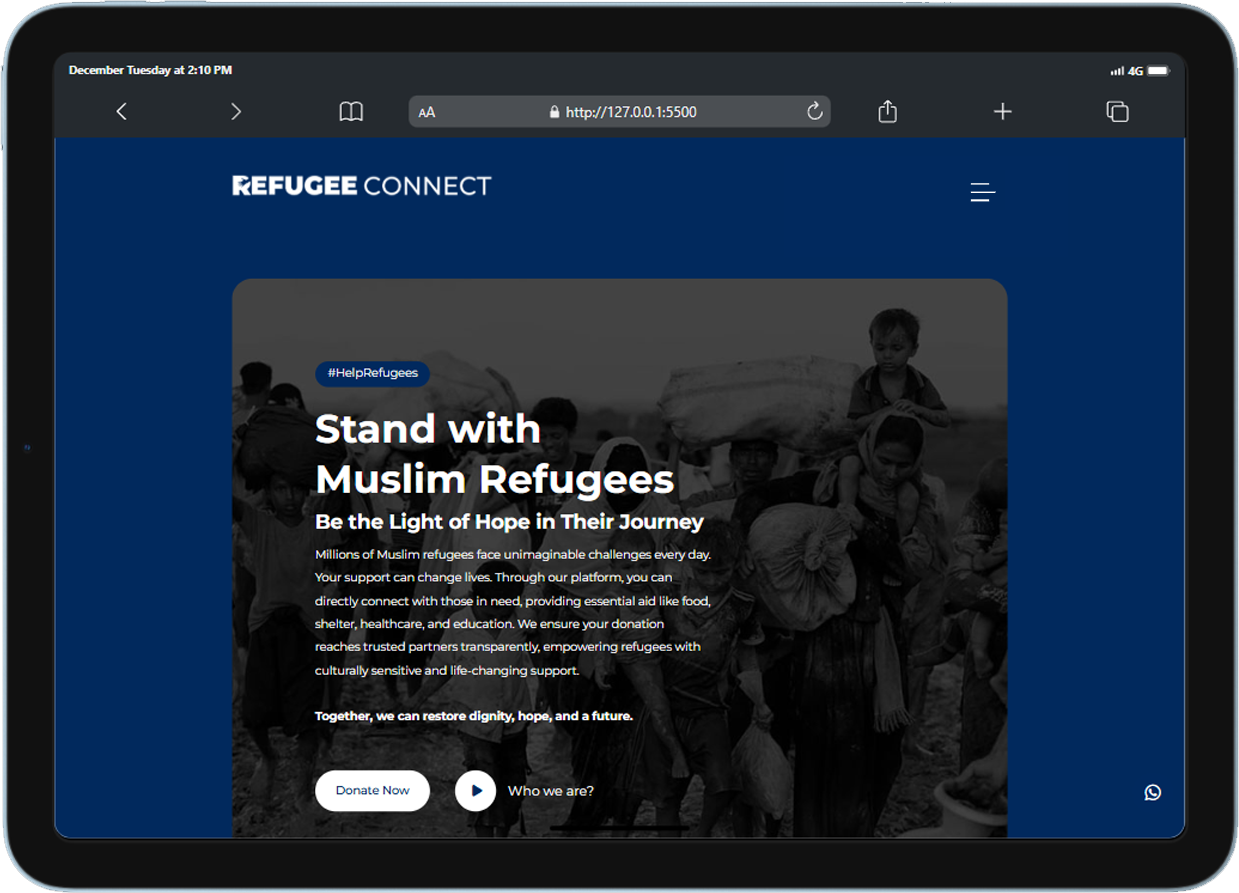 December Tuesday at 2:10 PM
4G
AA
http://127.0.0.1:5500
REFUGEE CONNECT
#HelpRefugees
Stand with
Muslim Refugees
Be the Light of Hope in Their Journey
Millions of Muslim refugees face unimaginable challenges every day.
Your support can change lives. Through our platform, you can
directly connect with those in need, providing essential aid like food,
shelter, healthcare, and education. We ensure your donation
reaches trusted partners transparently, empowering refugees with
culturally sensitive and life-changing support.
Together, we can restore dignity, hope, and a future.
Donate Now
Who we are?